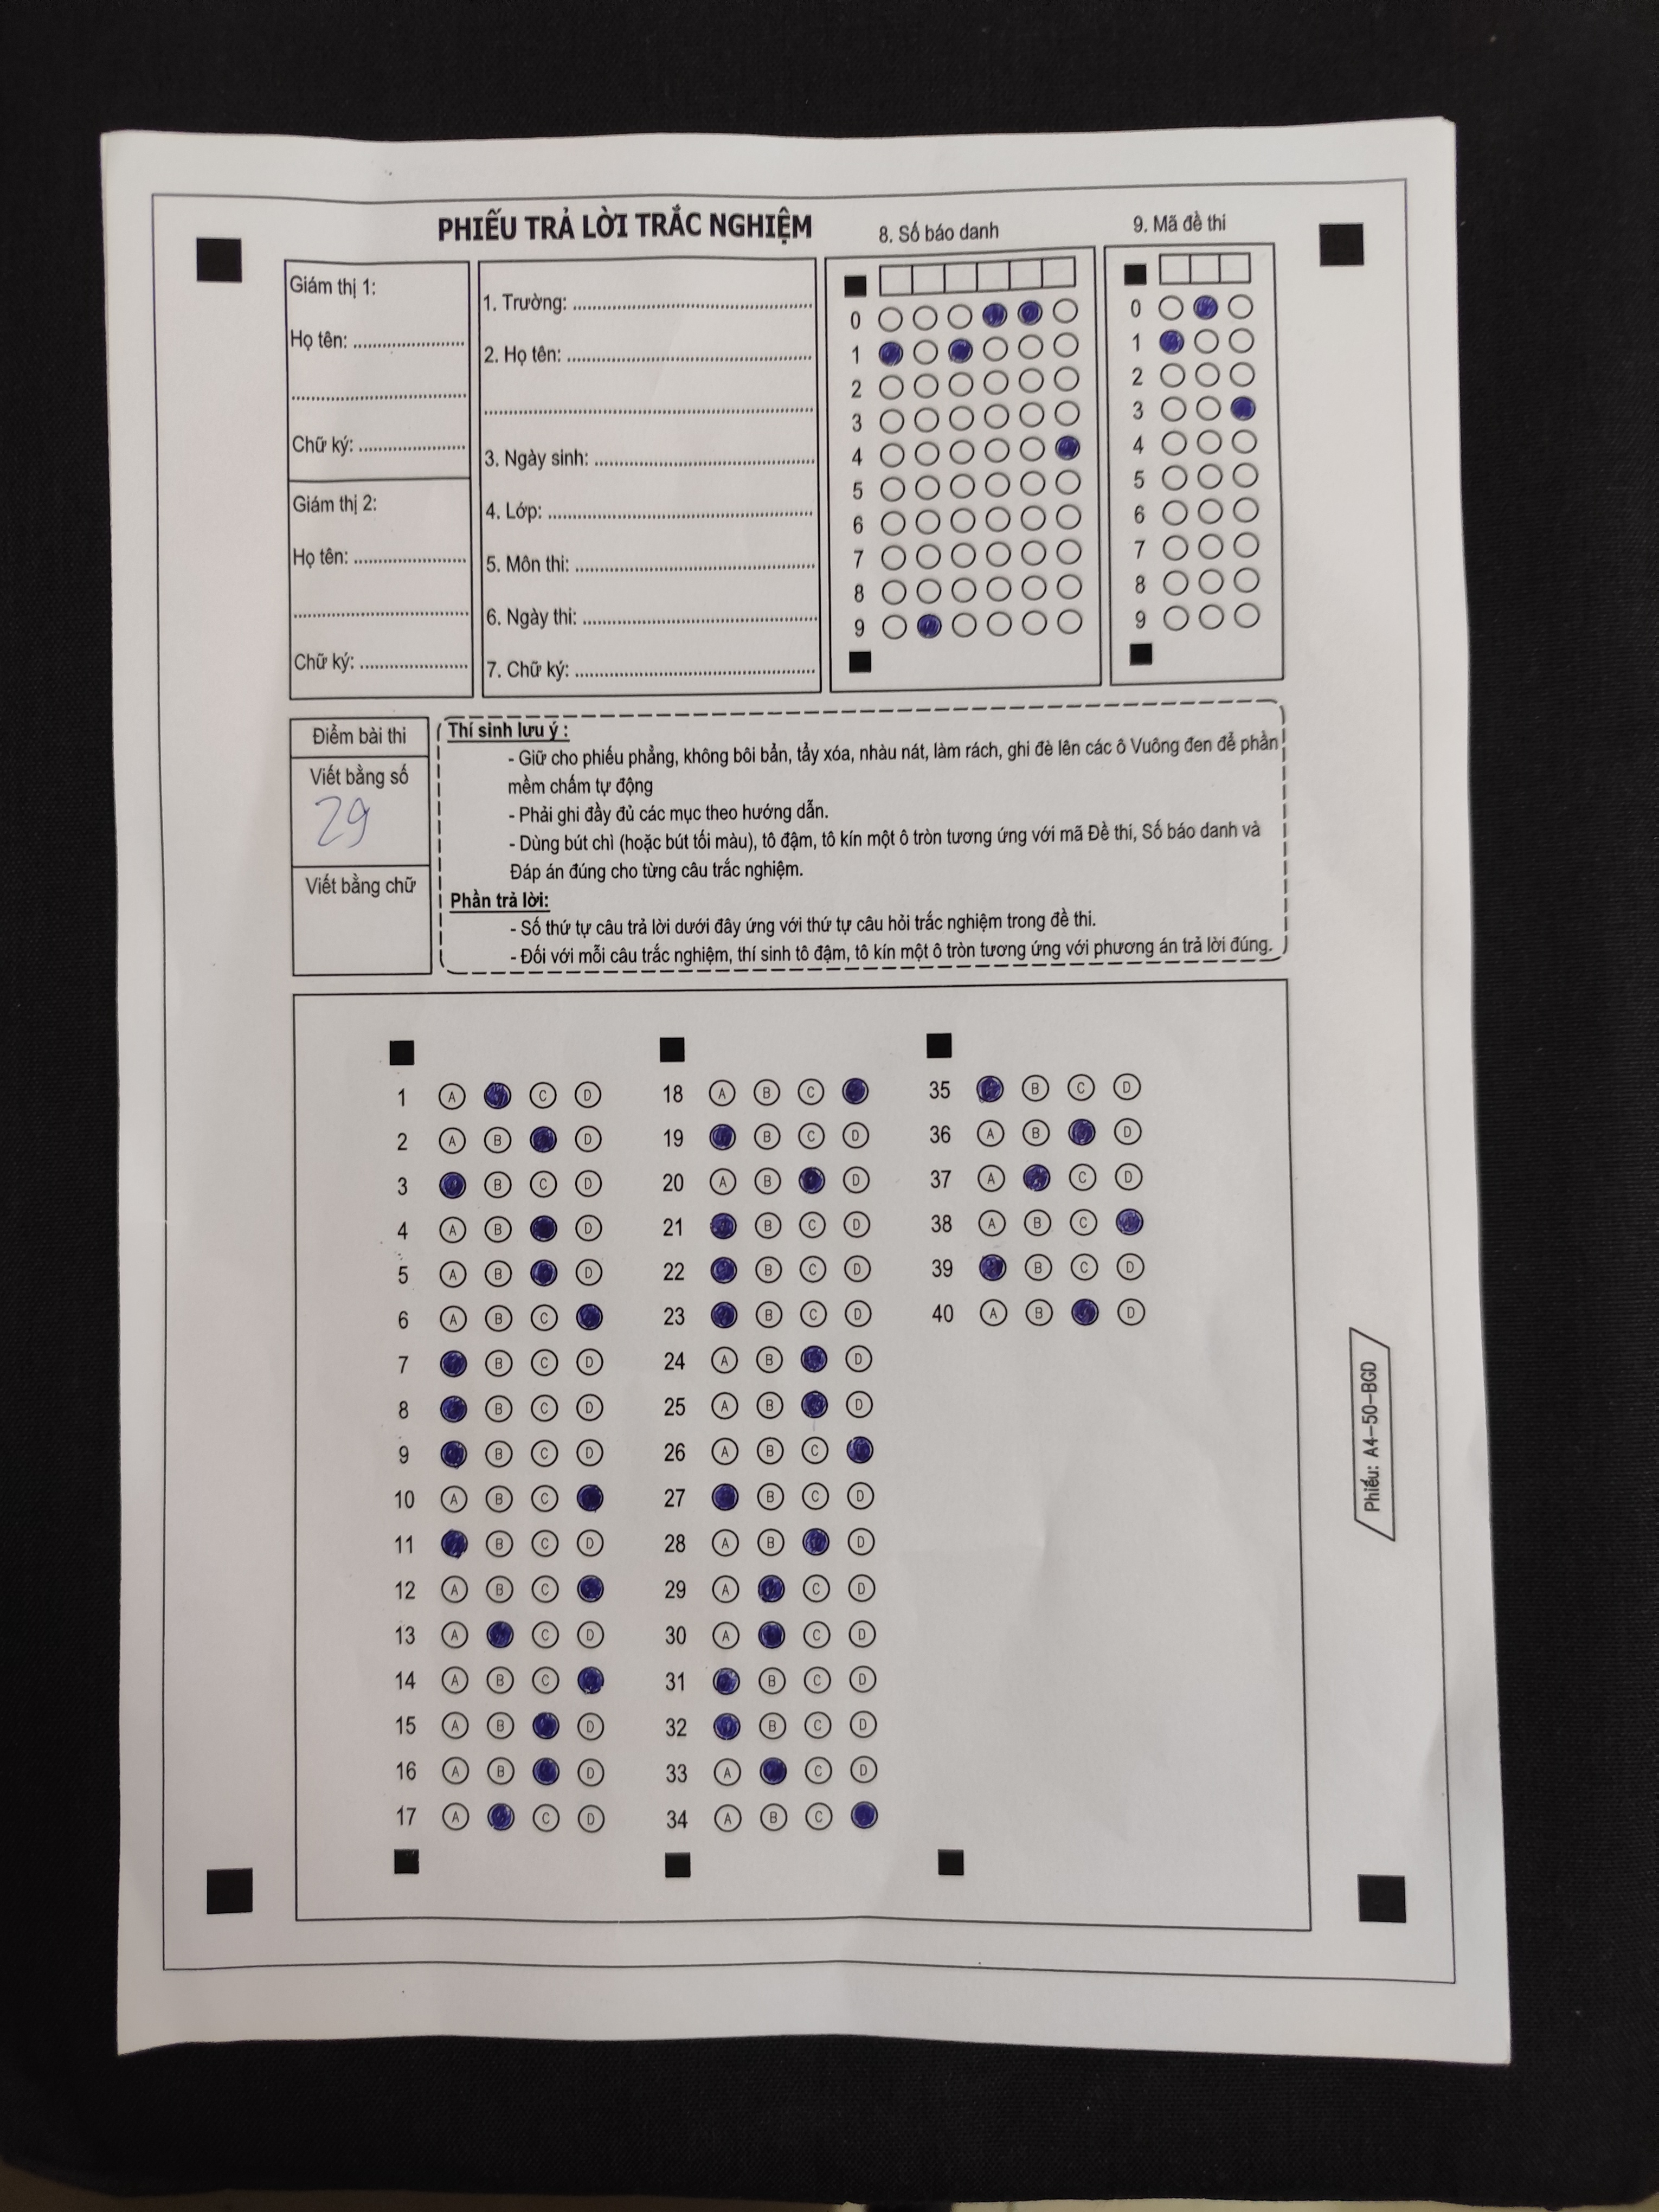 PHIẾU TRẢ LỜI TRẮC NGHIỆM
8. Số báo danh
9. Mã đề thi
Giám thị 1:
Họ tên: ......................
..................................
Chữ ký: .....................
Giám thị 2:
Họ tên: ......................
..................................
Chữ ký: .....................
1. Trường: ................................................
2. Họ tên: .................................................
..................................................................
3. Ngày sinh: ............................................
4. Lớp: .....................................................
5. Môn thi: ................................................
6. Ngày thi: ...............................................
7. Chữ ký: ................................................
0
1
2
3
4
5
6
7
8
9
0
1
2
3
4
5
6
7
8
9
Điểm bài thi
Viết bằng số
29
Viết bằng chữ
Thí sinh lưu ý :
- Giữ cho phiếu phẳng, không bôi bẩn, tẩy xóa, nhàu nát, làm rách, ghi đè lên các ô Vuông đen để phần
mềm chấm tự động
- Phải ghi đầy đủ các mục theo hướng dẫn.
- Dùng bút chì (hoặc bút tối màu), tô đậm, tô kín một ô tròn tương ứng với mã Đề thi, Số báo danh và
Đáp án đúng cho từng câu trắc nghiệm.
Phần trả lời:
- Số thứ tự câu trả lời dưới đây ứng với thứ tự câu hỏi trắc nghiệm trong đề thi.
- Đối với mỗi câu trắc nghiệm, thí sinh tô đậm, tô kín một ô tròn tương ứng với phương án trả lời đúng.
1 A C D
2 A B D
3 B C D
4 A B D
5 A B D
6 A B C
7 B C D
8 B C D
9 B C D
10 A B C
11 B C D
12 A B C
13 A C D
14 A B C
15 A B D
16 A B D
17 A C D
18 A B C
19 B C D
20 A B D
21 B C D
22 B C D
23 B C D
24 A B D
25 A B D
26 A B C
27 B C D
28 A B D
29 A C D
30 A C D
31 B C D
32 B C D
33 A C D
34 A B C
35 B C D
36 A B D
37 A C D
38 A B C
39 B C D
40 A B D
Phiếu: A4-50-BGD